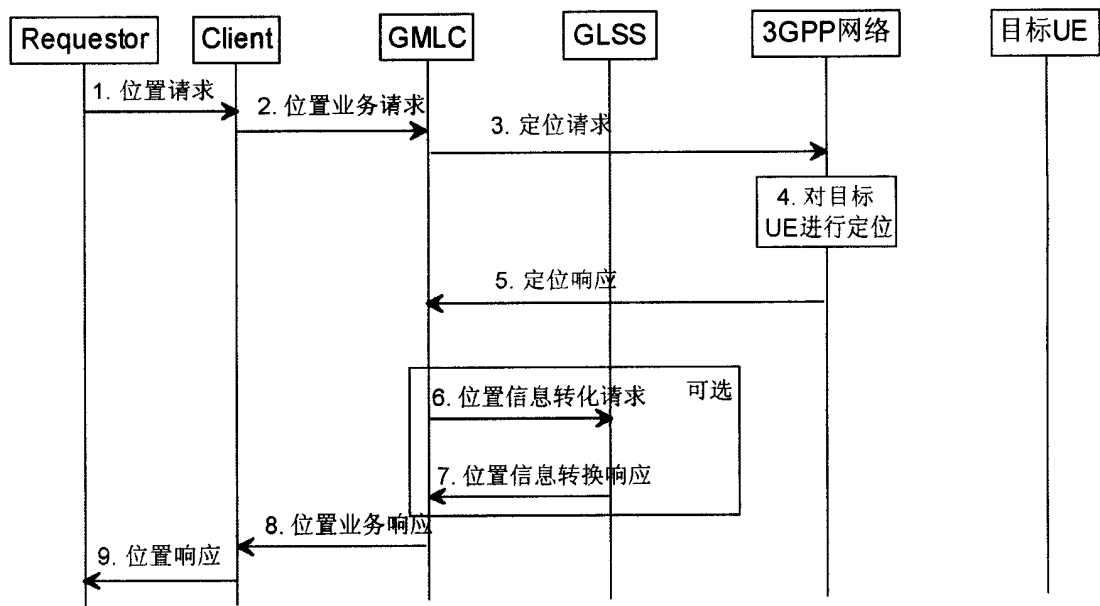 Requestor
Client
GMLC
GLSS
3GPP网络
目标UE
1. 位置请求
2. 位置业务请求
3. 定位请求
4. 对目标
UE进行定位
5. 定位响应
可选
6. 位置信息转化请求
7. 位置信息转换响应
8. 位置业务响应
9. 位置响应